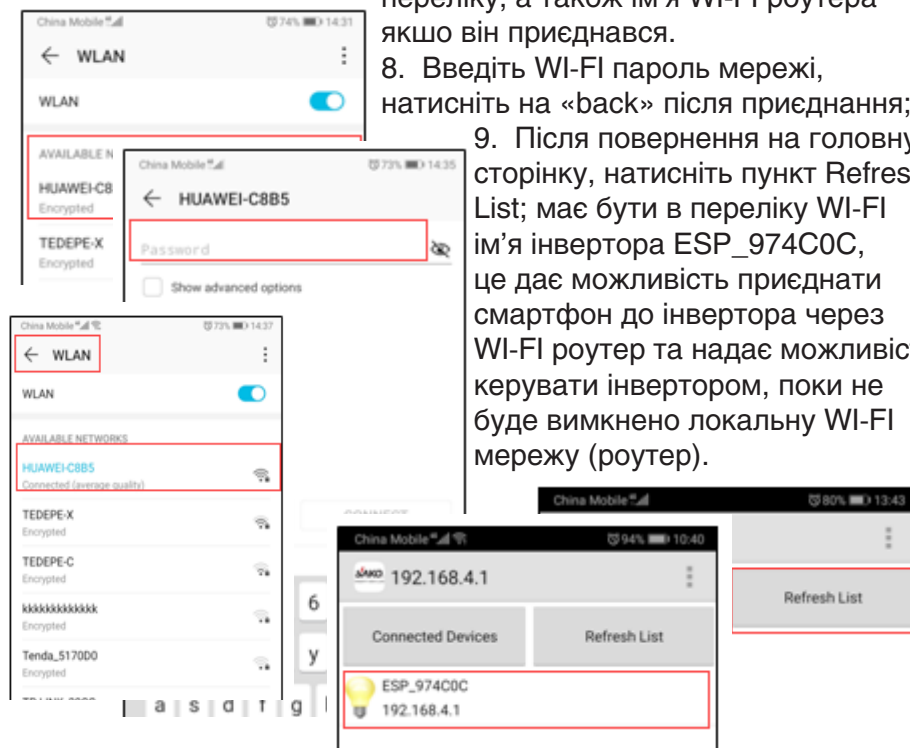 переліку, а також ім'я WI-FI роутера
якшо він приєднався.
8. Введіть WI-FI пароль мережі,
натисніть на «back» після приєднання;
9. Після повернення на головну
сторінку, натисніть пункт Refres
List; має бути в переліку WI-FI
ім'я інвертора ESP_974C0C,
це дає можливість приєднати
смартфон до інвертора через
WI-FI роутер та надає можливіс
керувати інвертором, поки не
буде вимкнено локальну WI-FI
мережу (роутер).
China Mobile 74% 14:31
WLAN
WLAN
AVAILABLE N
HUAWEI-C8
Encrypted
TEDEPE-X
Encrypted
China Mobile 73% 14:35
HUAWEI-C8B5
Password
Show advanced options
China Mobile 73% 14:37
WLAN
WLAN
AVAILABLE NETWORKS
HUAWEI-C8B5
Connected (average quality)
TEDEPE-X
Encrypted
TEDEPE-C
Encrypted
kkkkkkkkkkkk
Encrypted
Tenda_5170D0
Encrypted
6
y
a s d f g
China Mobile 80% 13:43
Refresh List
China Mobile 94% 10:40
SAKO 192.168.4.1
Connected Devices Refresh List
ESP_974C0C
192.168.4.1